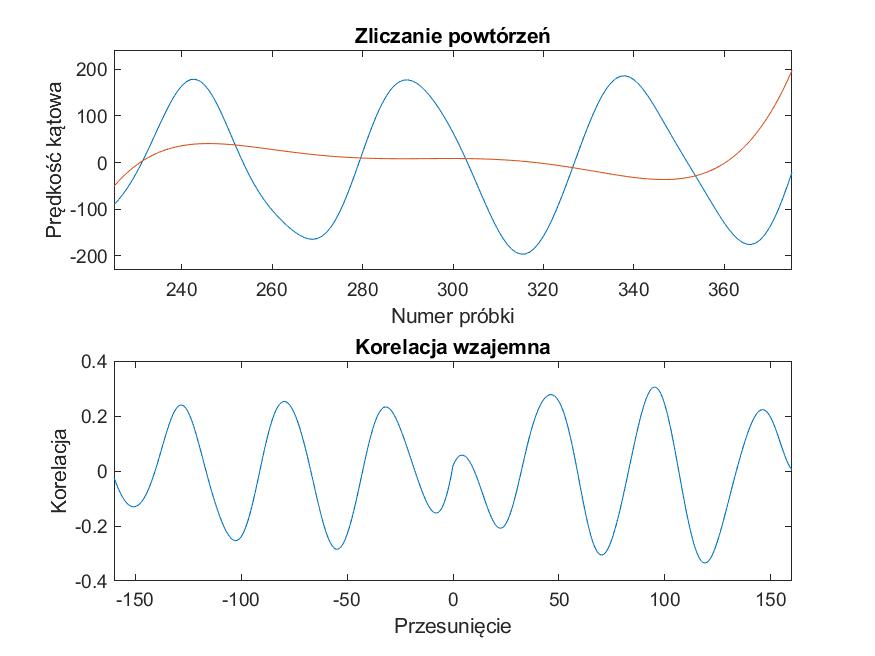 Zliczanie powtórzeń
200
100
0
-100
-200
Prędkość kątowa
240 260 280 300 320 340 360
Numer próbki
Korelacja wzajemna
0.4
0.2
0
-0.2
-0.4
Korelacja
-150 -100 -50 0 50 100 150
Przesunięcie